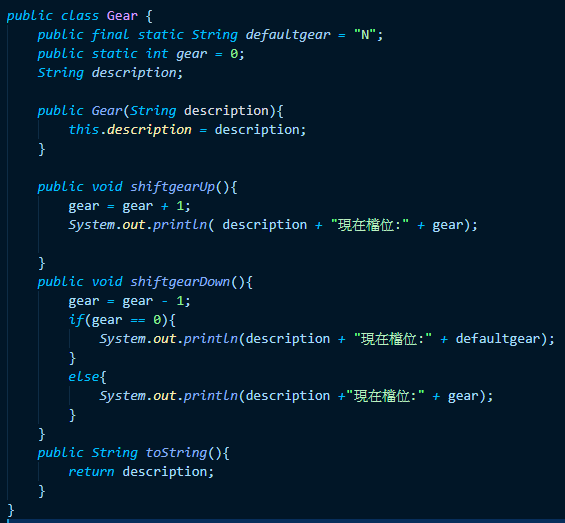 public class Gear {
    public final static String defaultgear = "N";
    public static int gear = 0;
    String description;

    public Gear(String description){
        this.description = description;
    }

    public void shiftgearUp(){
        gear = gear + 1;
        System.out.println( description + "現在檔位:" + gear);

    }
    public void shiftgearDown(){
        gear = gear - 1;
        if(gear == 0){
            System.out.println(description + "現在檔位:" + defaultgear);
        }
        else{
            System.out.println(description +"現在檔位:" + gear);
        }
    }
    public String toString(){
        return description;
    }
}